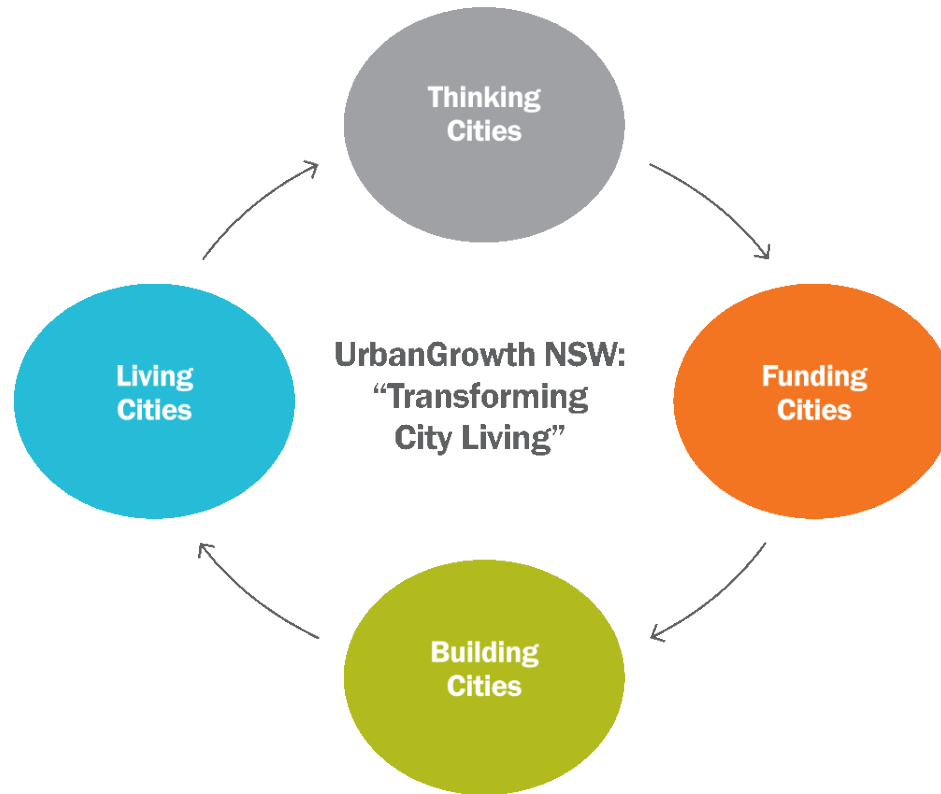 Thinking
Cities
UrbanGrowth NSW:
“Transforming
City Living”
Living
Cities
Funding
Cities
Building
Cities